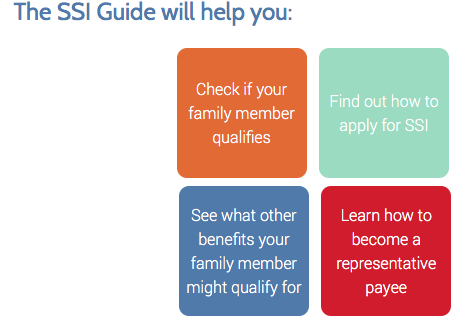 The SSI Guide will help you:
Check if your
family member
qualifies
Find out how to
apply for SSI
See what other
benefits your
family member
might qualify for
Learn how to
become a
representative
payee